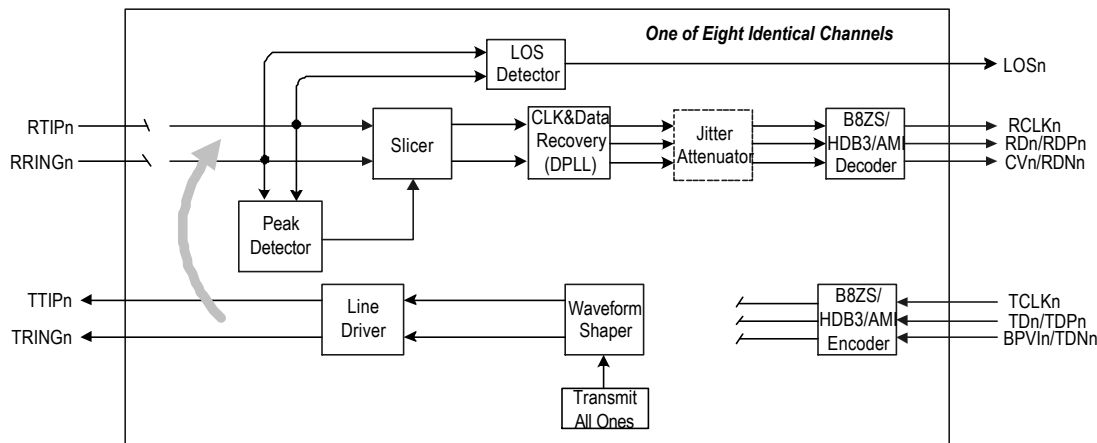 One of Eight Identical Channels
LOS
Detector
LOSn
RTIPn
RRINGn
Slicer
CLK&Data
Recovery
(DPLL)
Jitter
Attenuator
B8ZS/
HDB3/AMI
Decoder
RCLKn
RDn/RDPn
CVn/RDNn
Peak
Detector
TTIPn
TRINGn
Line
Driver
Waveform
Shaper
B8ZS/
HDB3/AMI
Encoder
TCLKn
TDn/TDPn
BPVIn/TDNn
Transmit
All Ones